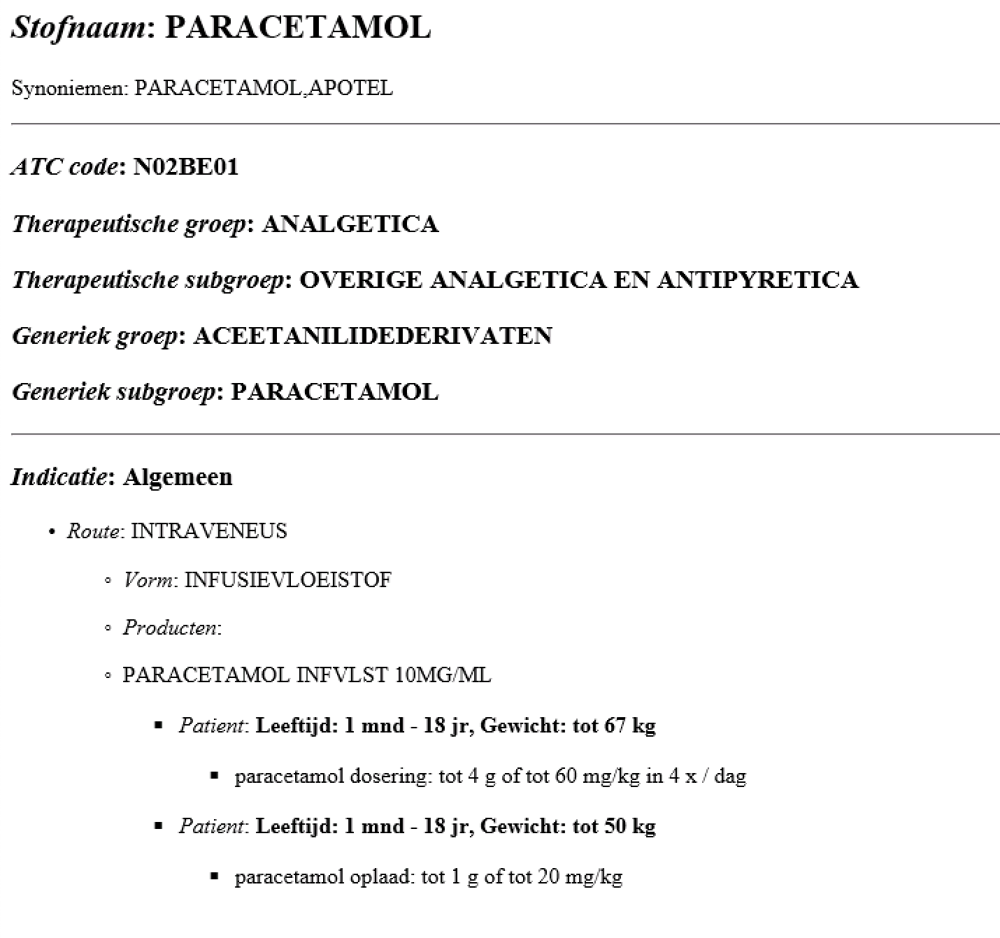 Stofnaam: PARACETAMOL
Synoniemen: PARACETAMOL,APOTEL
ATC code: N02BE01
Therapeutische groep: ANALGETICA
Therapeutische subgroep: OVERIGE ANALGETICA EN ANTIPYRETICA
Generiek groep: ACEETANILIDEDERIVATEN
Generiek subgroep: PARACETAMOL
Indicatie: Algemeen
• Route: INTRAVENEUS
◦ Vorm: INFUSIEVLOEISTOF
◦ Producten:
◦ PARACETAMOL INFVLST 10MG/ML
▪ Patient: Leeftijd: 1 mnd - 18 jr, Gewicht: tot 67 kg
▪ paracetamol dosering: tot 4 g of tot 60 mg/kg in 4 x / dag
▪ Patient: Leeftijd: 1 mnd - 18 jr, Gewicht: tot 50 kg
▪ paracetamol oplaad: tot 1 g of tot 20 mg/kg